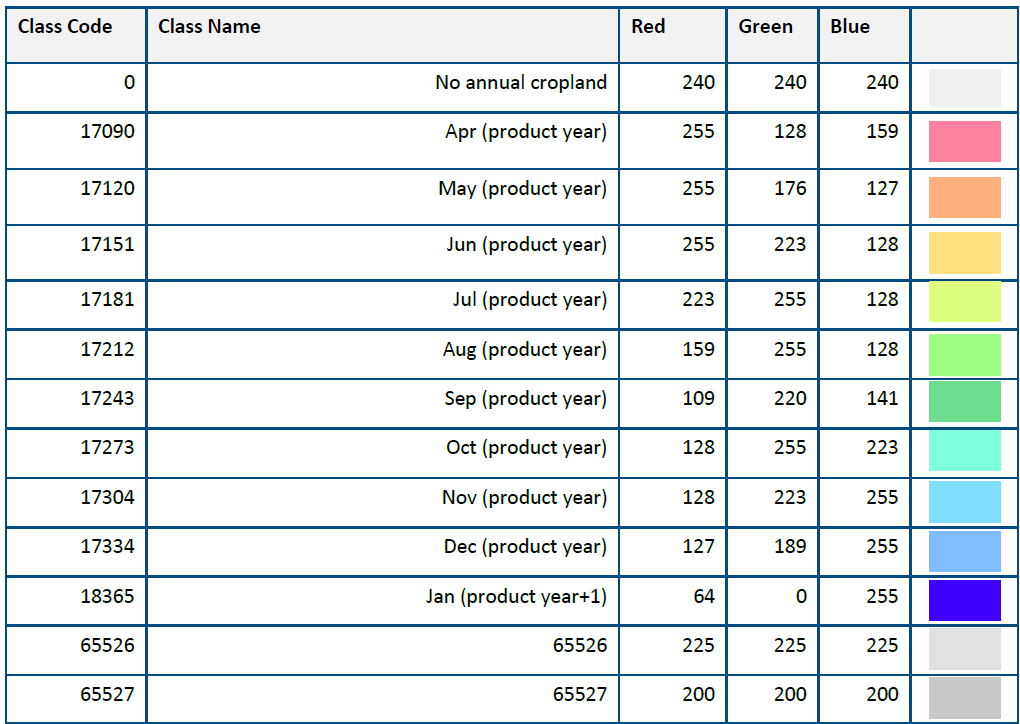 Class Code Class Name Red Green Blue
0 No annual cropland 240 240 240
17090 Apr (product year) 255 128 159
17120 May (product year) 255 176 127
17151 Jun (product year) 255 223 128
17181 Jul (product year) 223 255 128
17212 Aug (product year) 159 255 128
17243 Sep (product year) 109 220 141
17273 Oct (product year) 128 255 223
17304 Nov (product year) 128 223 255
17334 Dec (product year) 127 189 255
18365 Jan (product year+1) 64 0 255
65526 65526 225 225 225
65527 65527 200 200 200